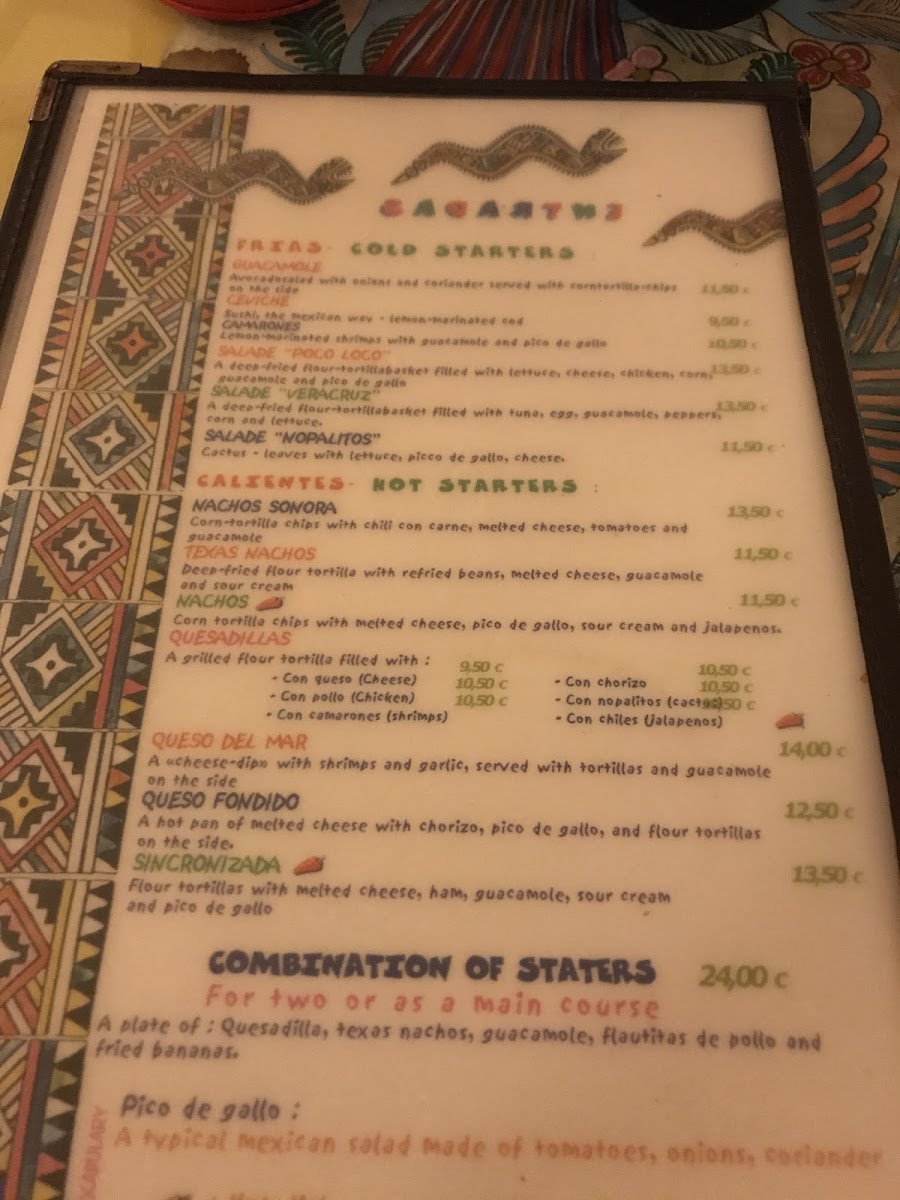 FRIAS- COLD STARTERS
GUACAMOLE
Avocadosalad with onions and coriander served with corntortilla-chips 11,50 €
on the side
CEVICHE
Sushi, the mexican way - lemon-marinated cod 9,50 €
CAMARONES
Lemon-marinated shrimps with guacamole and pico de gallo 10,50 €
SALADE "POCO LOCO"
A deep-fried flour-tortillabasket filled with lettuce, cheese, chicken, corn, 13,50 €
guacamole and pico de gallo
SALADE "VERACRUZ"
A deep-fried flour-tortillabasket filled with tuna, egg, guacamole, peppers, 13,50 €
corn and lettuce.
SALADE "NOPALITOS"
Cactus - leaves with lettuce, picco de gallo, cheese. 11,50 €
CALIENTES- HOT STARTERS :
NACHOS SONORA 13,50 €
Corn-tortilla chips with chili con carne, melted cheese, tomatoes and
guacamole
TEXAS NACHOS 11,50 €
Deep-fried flour tortilla with refried beans, melted cheese, guacamole
and sour cream
NACHOS 11,50 €
Corn tortilla chips with melted cheese, pico de gallo, sour cream and jalapenos.
QUESADILLAS
A grilled flour tortilla filled with :
- Con queso (Cheese) 9,50 € - Con chorizo 10,50 €
- Con pollo (Chicken) 10,50 € - Con nopalitos (cactus) 10,50 €
- Con camarones (shrimps) 10,50 € - Con chiles (jalapenos)
QUESO DEL MAR 14,00 €
A «cheese-dip» with shrimps and garlic, served with tortillas and guacamole
on the side
QUESO FONDIDO 12,50 €
A hot pan of melted cheese with chorizo, pico de gallo, and flour tortillas
on the side.
SINCRONIZADA 13,50 €
Flour tortillas with melted cheese, ham, guacamole, sour cream
and pico de gallo
COMBINATION OF STATERS 24,00 €
For two or as a main course
A plate of : Quesadilla, texas nachos, guacamole, flautitas de pollo and
fried bananas.
Pico de gallo :
A typical mexican salad made of tomatoes, onions, coriander